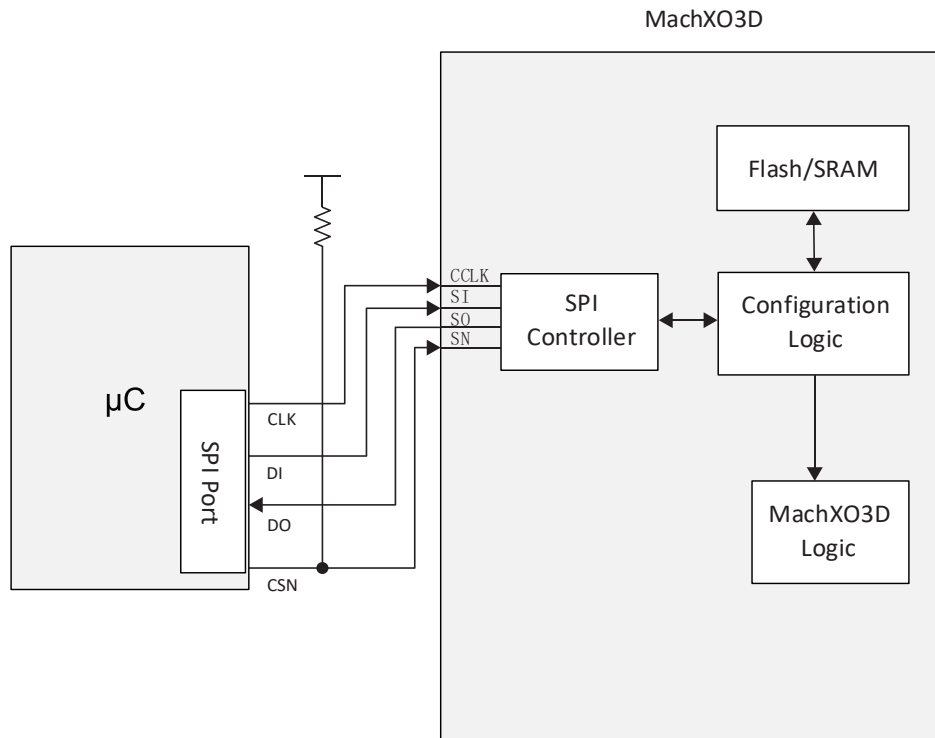 MachXO3D
Flash/SRAM
CCLK
SI
SO
SN
SPI
Controller
Configuration
Logic
µC
SPI Port
CLK
DI
DO
CSN
MachXO3D
Logic